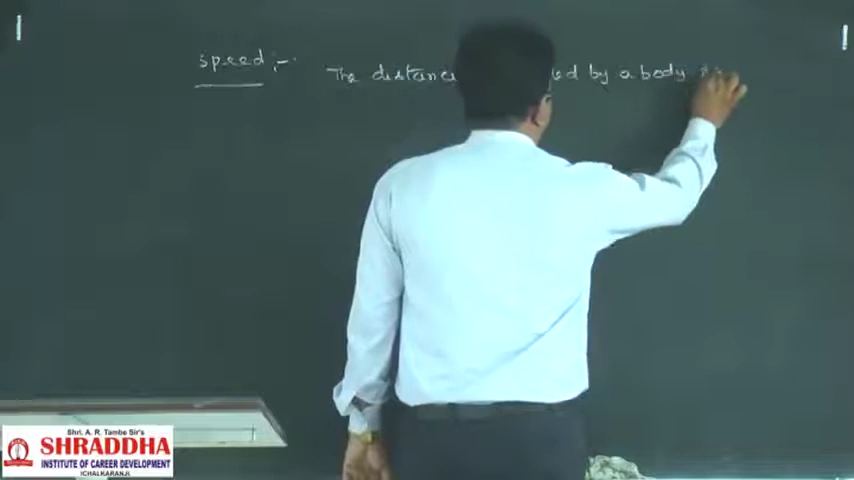 speed :- The distance by a body
Shri. A. R. Tambe Sir's
SHRADDHA
INSTITUTE OF CAREER DEVELOPMENT
ICHALKARANJI